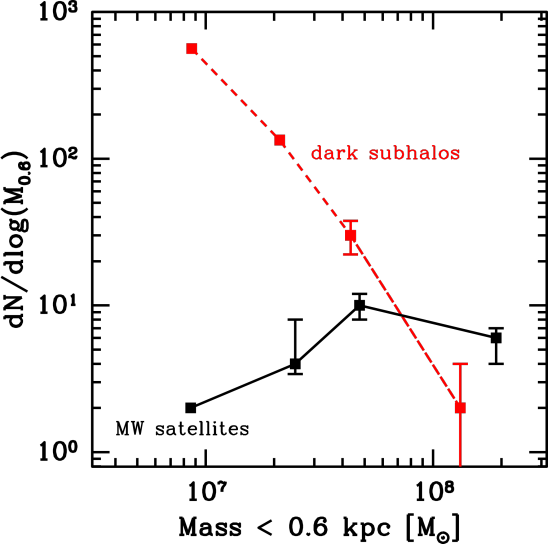 10³
dN/dlog(M₀.₆)
10²
dark subhalos
10¹
MW satellites
10⁰
10⁷
10⁸
Mass < 0.6 kpc [M⊙]